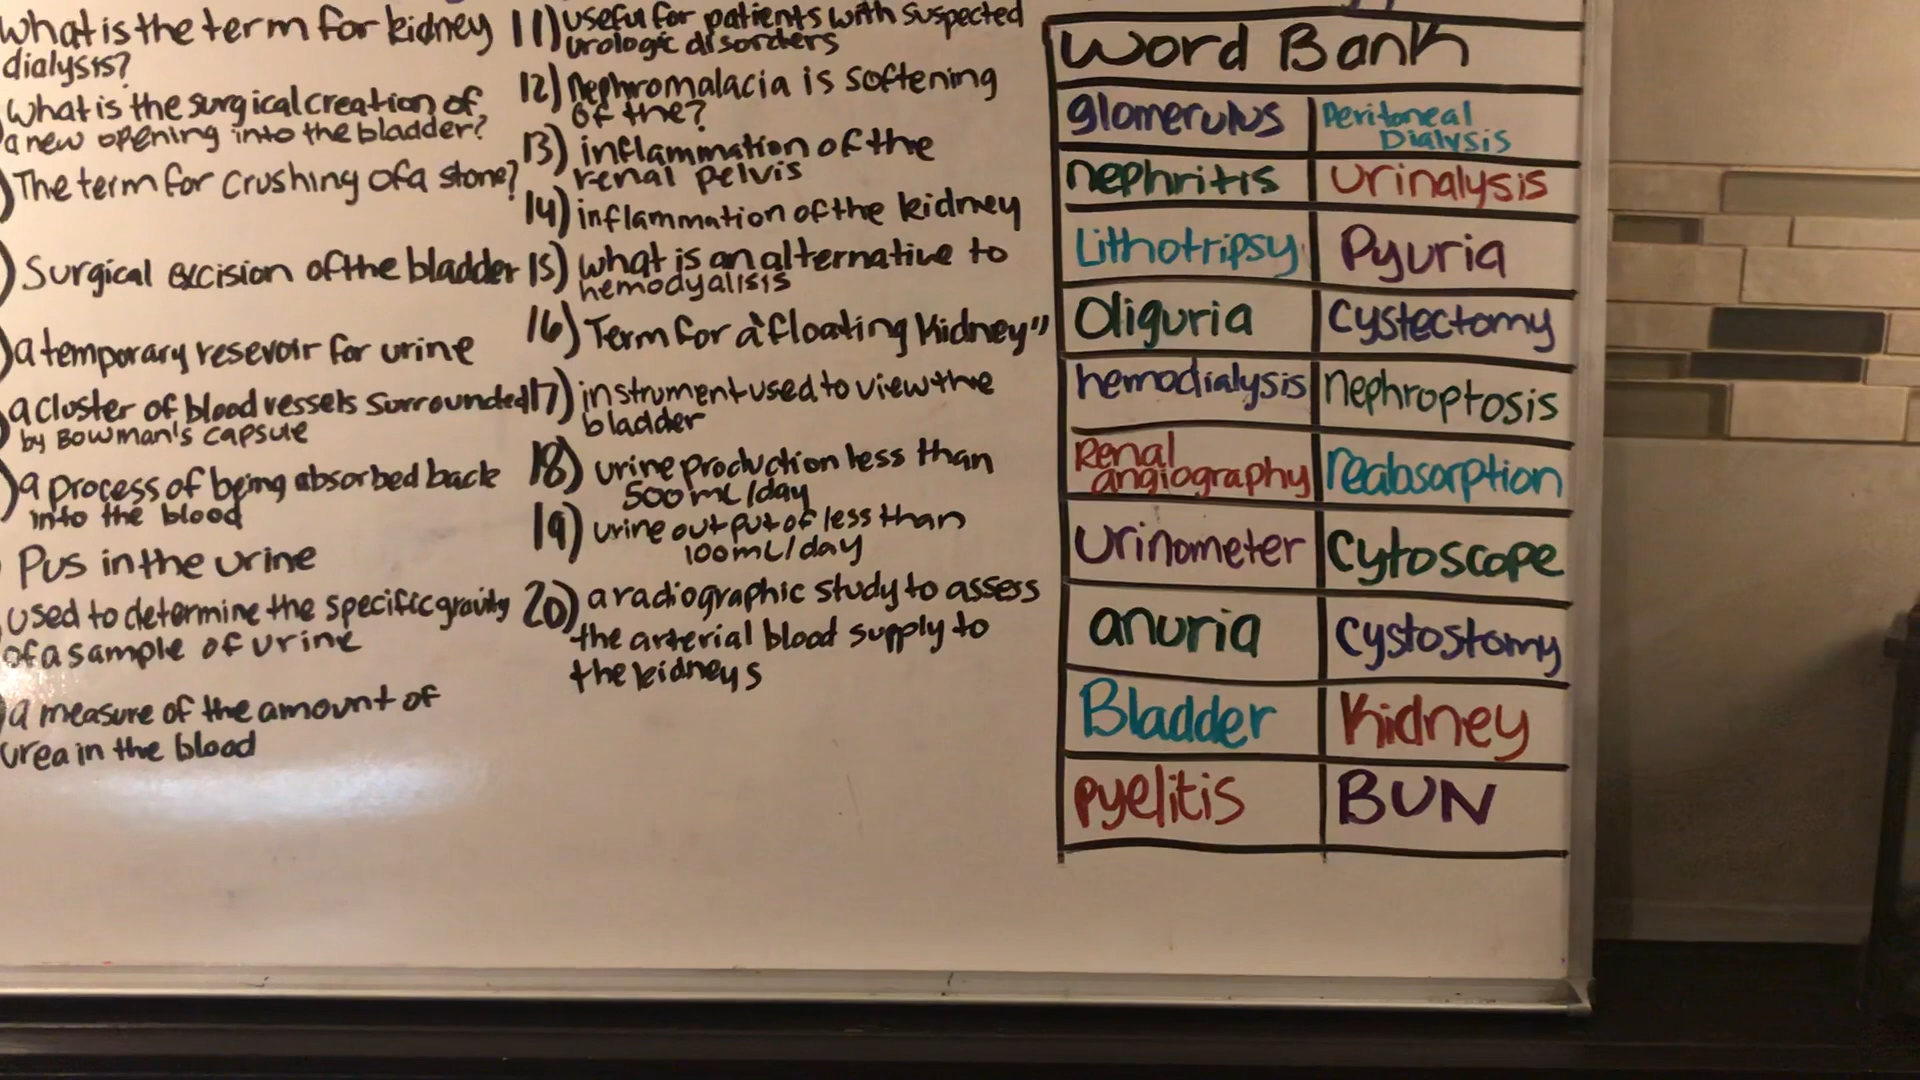 What is the term for kidney
dialysis?
What is the surgical creation of
a new opening into the bladder?
The term for crushing of a stone?
Surgical excision of the bladder
a temporary resevoir for urine
a cluster of blood vessels surrounded
by Bowman's capsule
a process of being absorbed back
into the blood
Pus in the urine
used to determine the specific gravity
of a sample of urine
a measure of the amount of
urea in the blood
11) useful for patients with suspected
urologic disorders
12) Nephromalacia is softening
of the?
13) inflammation of the
renal pelvis
14) inflammation of the kidney
15) what is an alternative to
hemodyalisis
16) Term for a "floating Kidney"
17) instrument used to view the
bladder
18) urine production less than
500 mL/day
19) urine output of less than
100 mL/day
20) a radiographic study to assess
the arterial blood supply to
the kidneys
Word Bank
glomerulus
Peritoneal
Dialysis
nephritis
urinalysis
Lithotripsy
Pyuria
Oliguria
Cystectomy
hemodialysis
nephroptosis
Renal
angiography
reabsorption
Urinometer
Cytoscope
anuria
Cystostomy
Bladder
Kidney
pyelitis
BUN